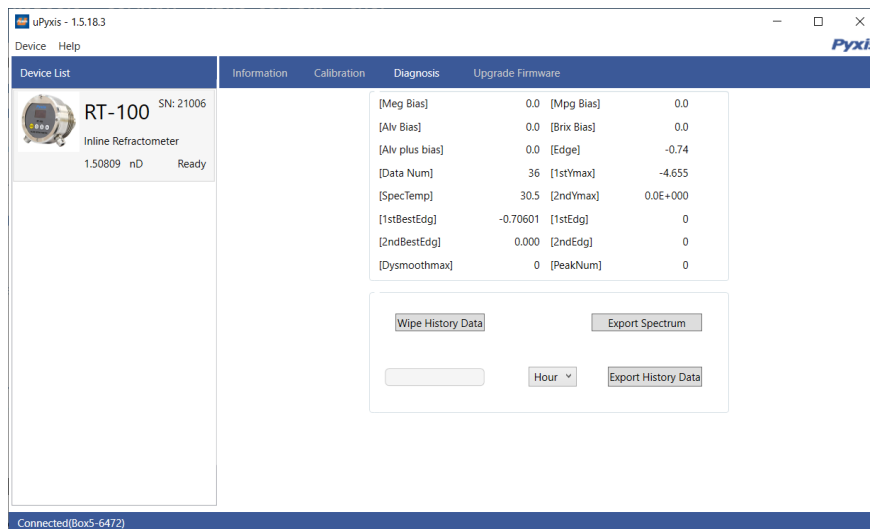 uPyxis - 1.5.18.3
Device Help
Pyxis
Device List
Information Calibration Diagnosis Upgrade Firmware
RT-100 SN: 21006
Inline Refractometer
1.50809 nD Ready
[Meg Bias] 0.0 [Mpg Bias] 0.0
[Alv Bias] 0.0 [Brix Bias] 0.0
[Alv plus bias] 0.0 [Edge] -0.74
[Data Num] 36 [1stYmax] -4.655
[SpecTemp] 30.5 [2ndYmax] 0.0E+000
[1stBestEdg] -0.70601 [1stEdg] 0
[2ndBestEdg] 0.000 [2ndEdg] 0
[Dysmoothmax] 0 [PeakNum] 0
Wipe History Data Export Spectrum
Hour Export History Data
Connected(Box5-6472)